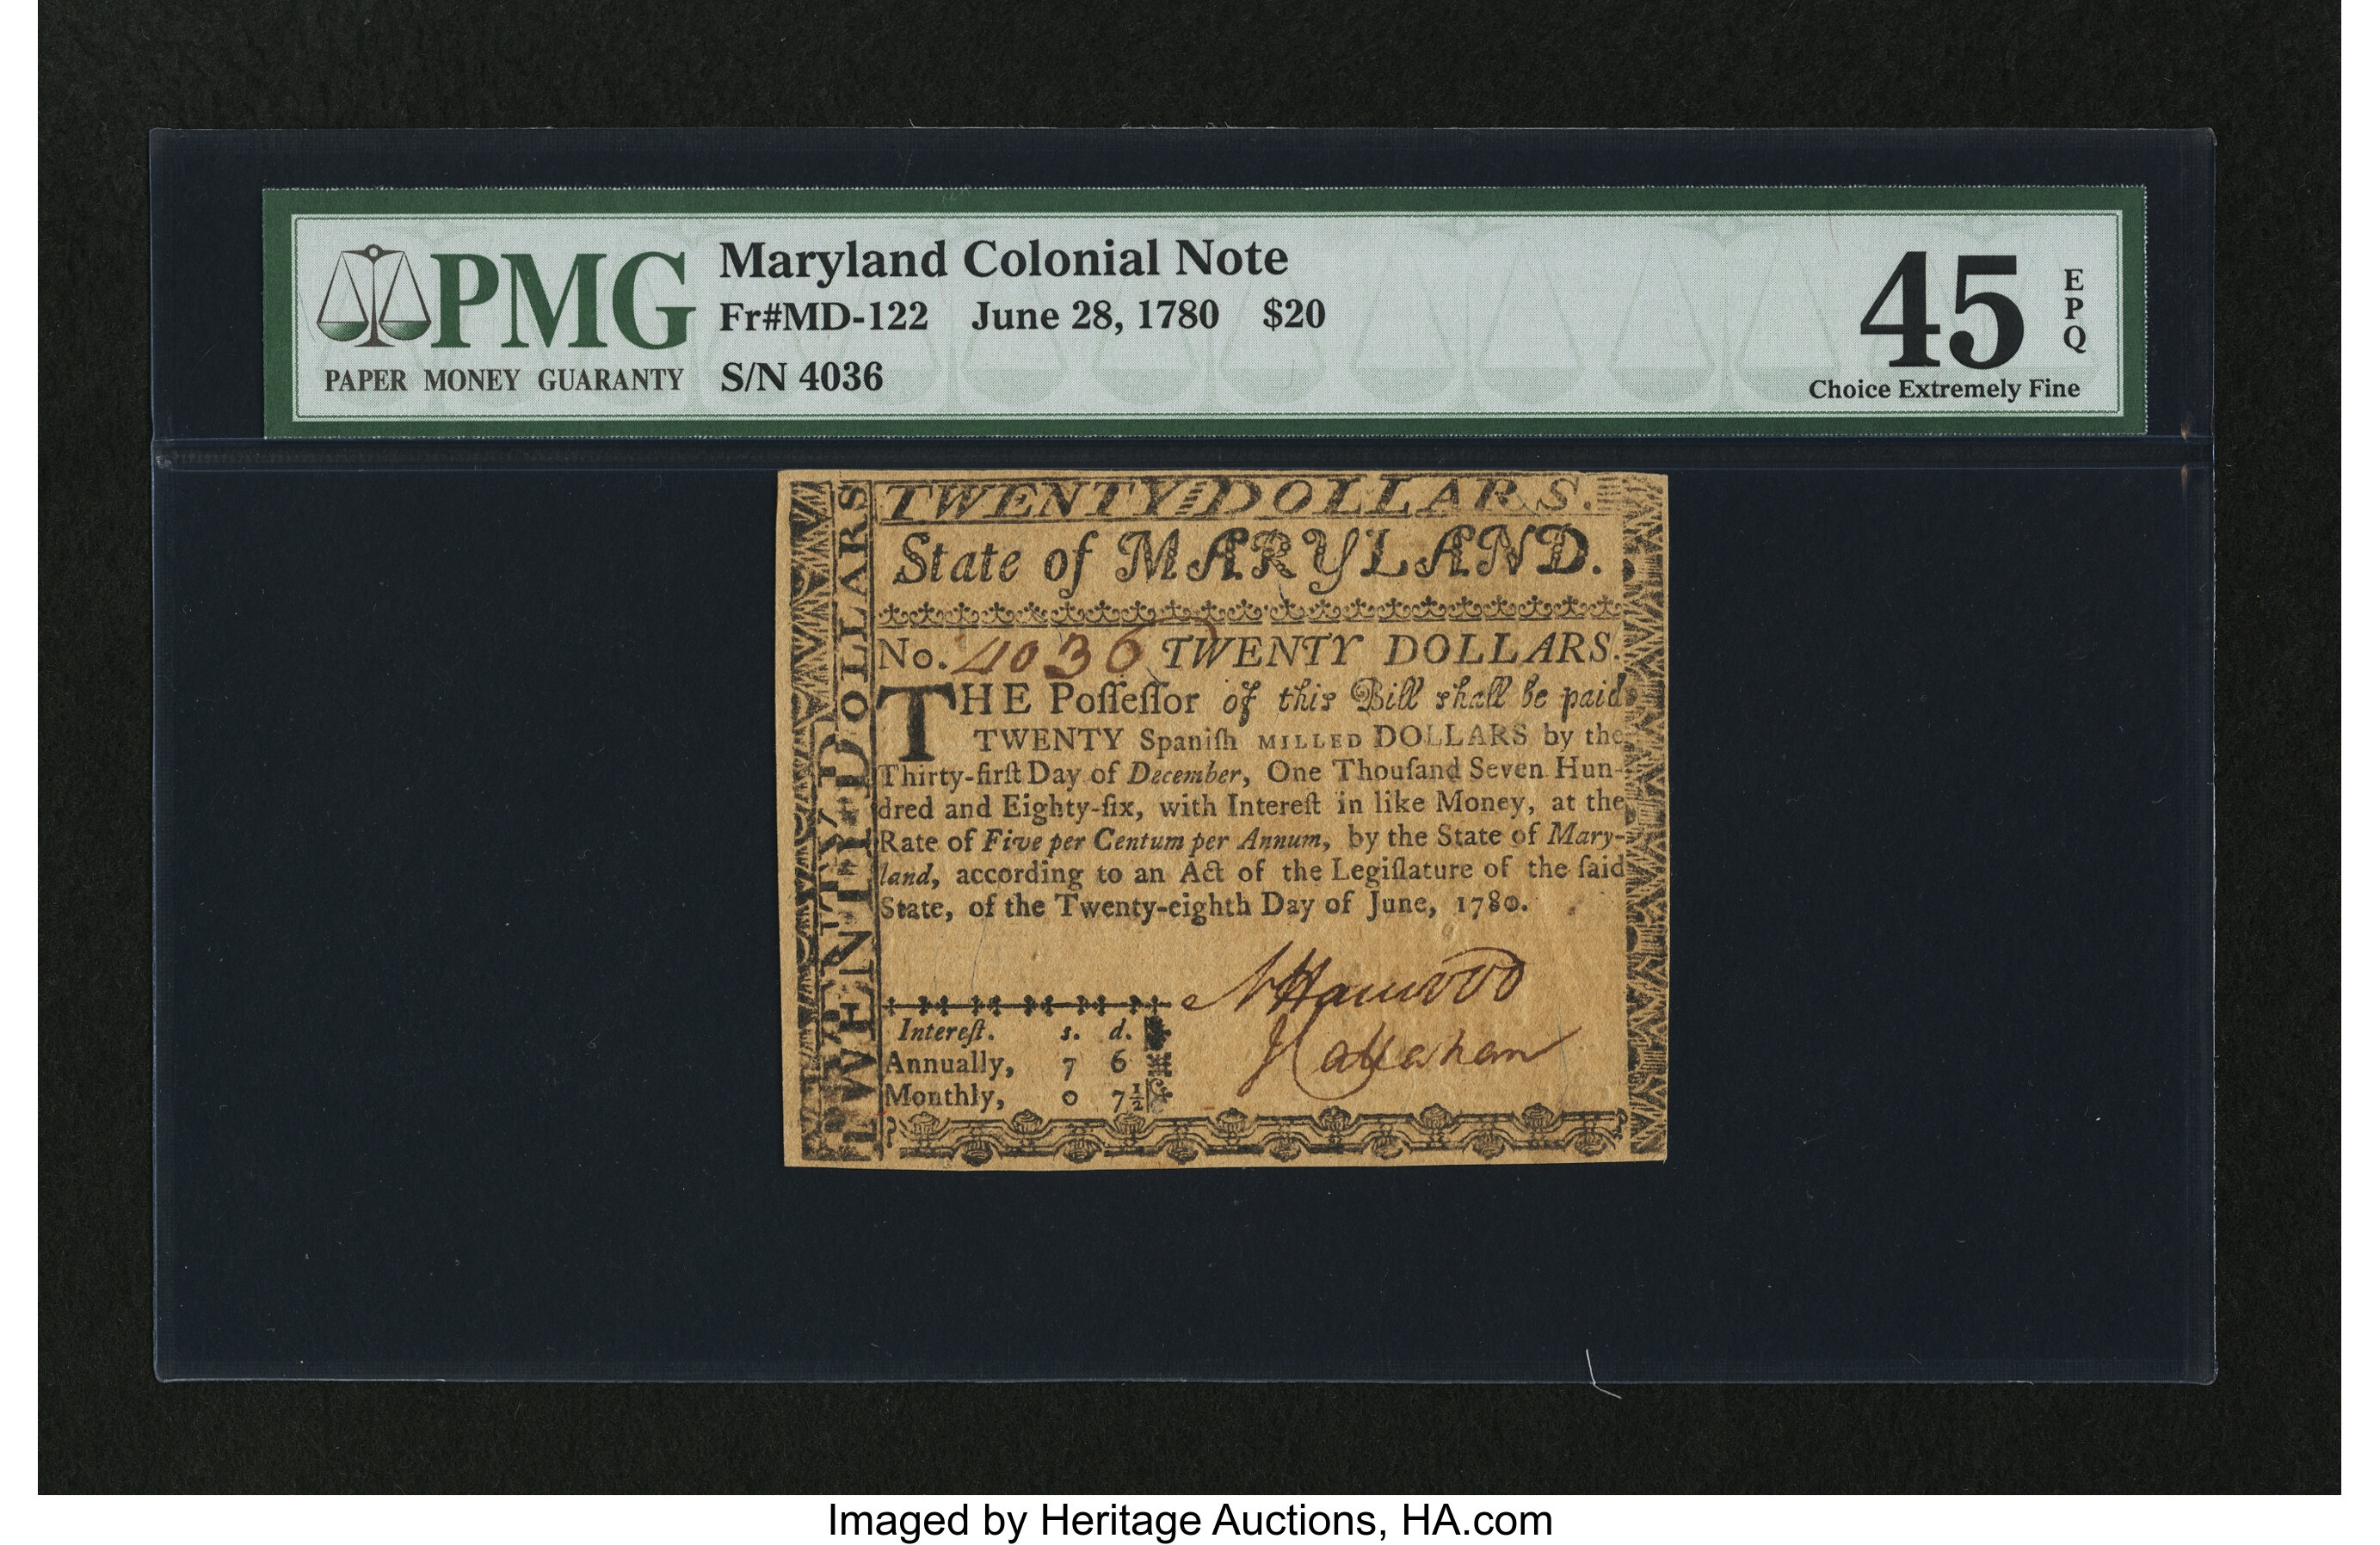 PMG
PAPER MONEY GUARANTY
Maryland Colonial Note
Fr#MD-122 June 28, 1780 $20
S/N 4036
45
EPQ
Choice Extremely Fine
TWENTY DOLLARS
TWENTY DOLLARS.
State of MARYLAND.
No. 4036 TWENTY DOLLARS.
THE Poſſeſſor of this Bill shall be paid
TWENTY Spaniſh MILLED DOLLARS by the
Thirty-firſt Day of December, One Thouſand Seven Hun-
dred and Eighty-ſix, with Intereſt in like Money, at the
Rate of Five per Centum per Annum, by the State of Mary-
land, according to an Act of the Legiſlature of the ſaid
State, of the Twenty-eighth Day of June, 1780.
N Harwood
J Callahan
Intereſt. s. d.
Annually, 7 6
Monthly, 0 7½
Imaged by Heritage Auctions, HA.com